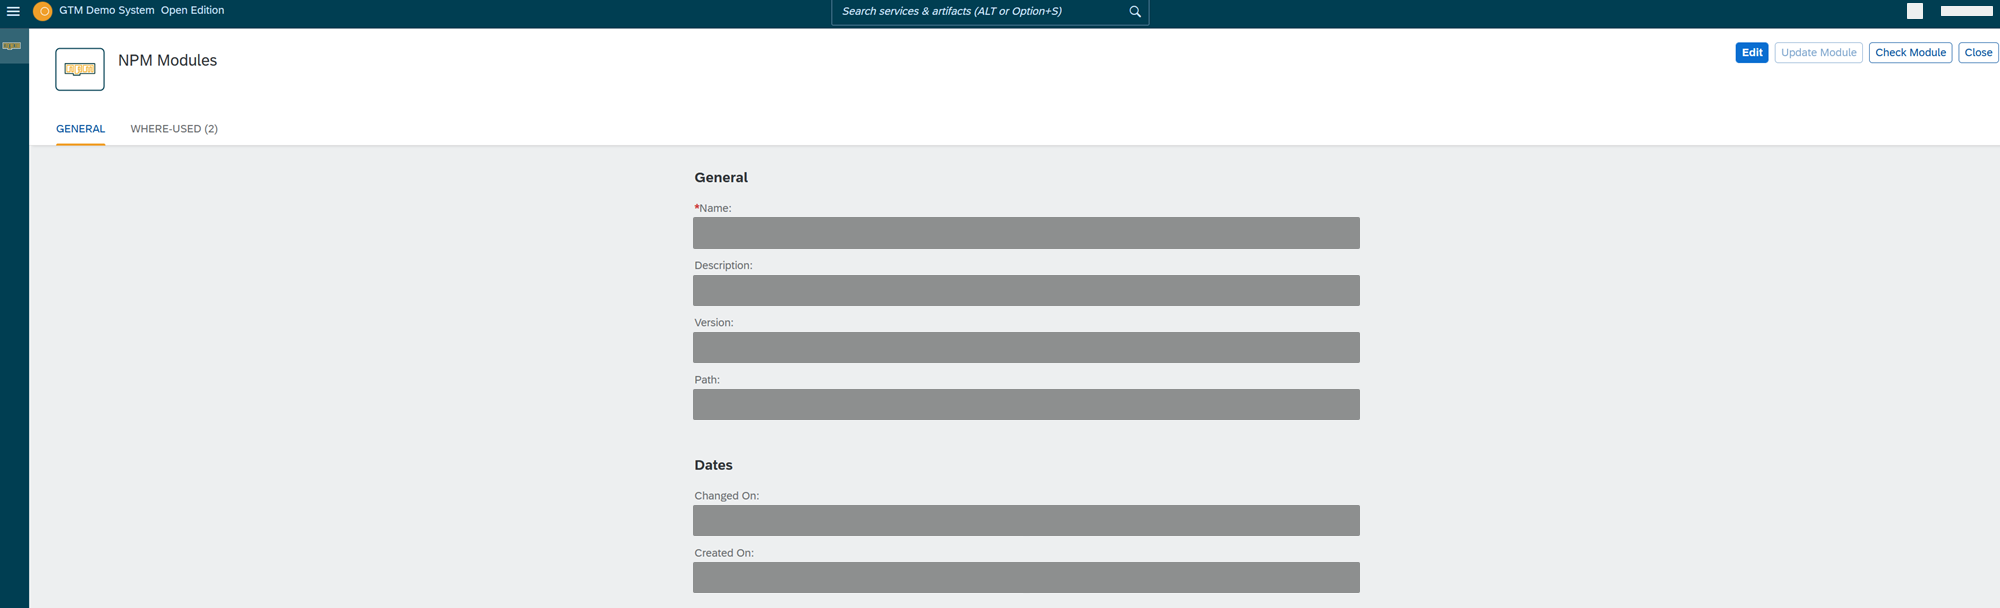 GTM Demo System Open Edition
Search services & artifacts (ALT or Option+S)
NPM Modules
Edit
Update Module
Check Module
Close
GENERAL
WHERE-USED (2)
General
*Name:
Description:
Version:
Path:
Dates
Changed On:
Created On: